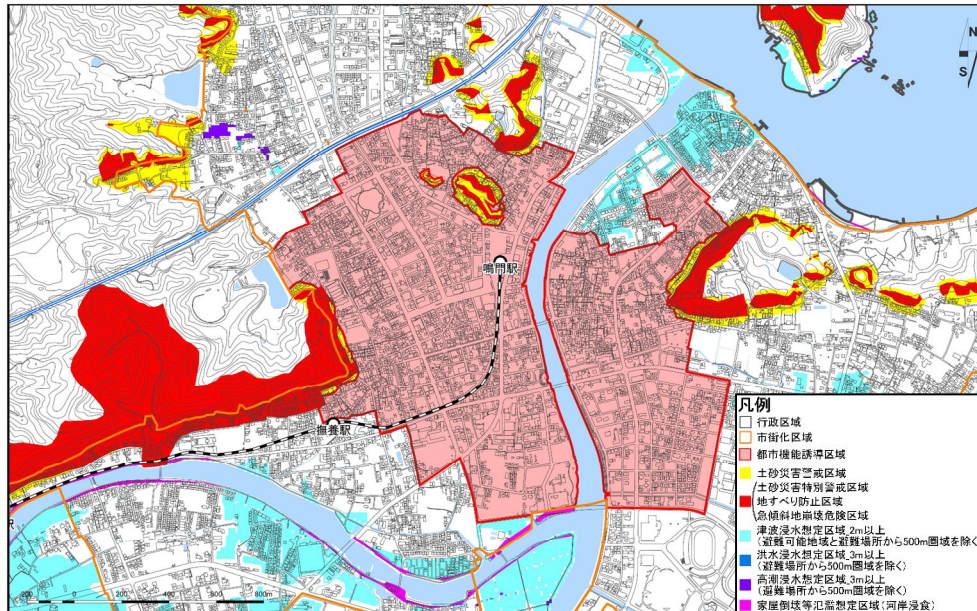 N
S
鳴門駅
撫養駅
200
0
200
400
600
800m
凡例
行政区域
市街化区域
都市機能誘導区域
土砂災害警戒区域
/土砂災害特別警戒区域
地すべり防止区域
急傾斜地崩壊危険区域
津波浸水想定区域_2m以上
(避難可能地域と避難場所から500m圏域を除く)
洪水浸水想定区域_3m以上
(避難場所から500m圏域を除く)
高潮浸水想定区域_3m以上
(避難場所から500m圏域を除く)
家屋倒壊等氾濫想定区域(河岸侵食)